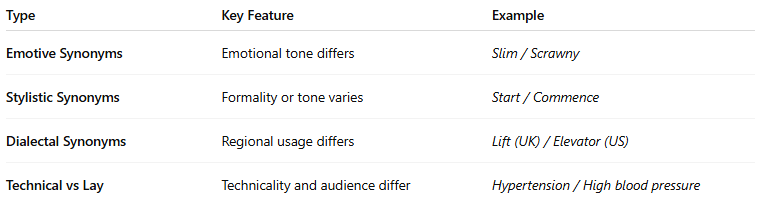 Type Key Feature Example
Emotive Synonyms Emotional tone differs Slim / Scrawny
Stylistic Synonyms Formality or tone varies Start / Commence
Dialectal Synonyms Regional usage differs Lift (UK) / Elevator (US)
Technical vs Lay Technicality and audience differ Hypertension / High blood pressure